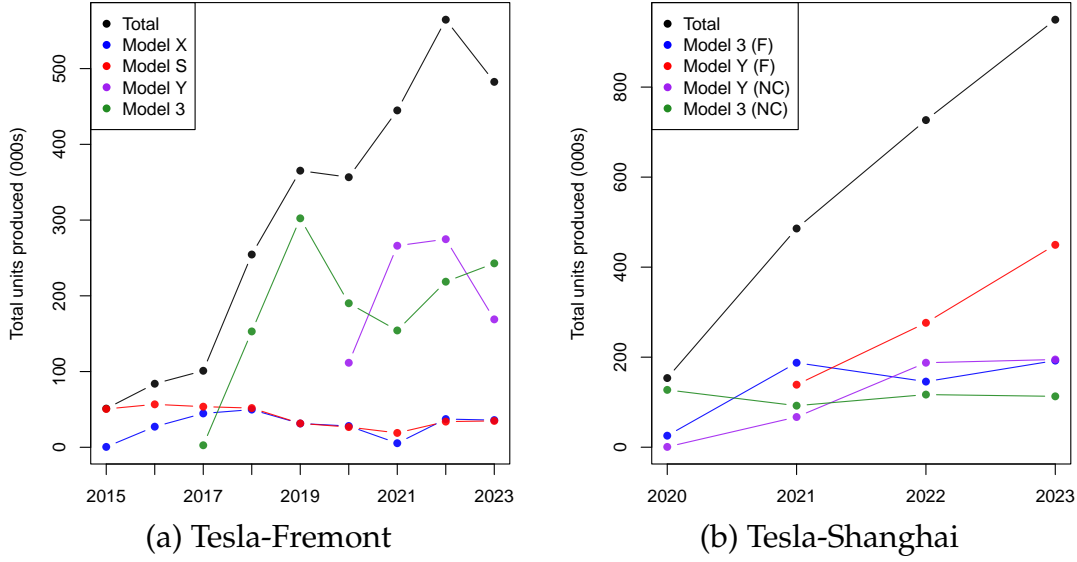 Total
Model X
Model S
Model Y
Model 3
Total units produced (000s)
500
400
300
200
100
0
2015
2017
2019
2021
2023
(a) Tesla-Fremont
Total
Model 3 (F)
Model Y (F)
Model Y (NC)
Model 3 (NC)
Total units produced (000s)
800
600
400
200
0
2020
2021
2022
2023
(b) Tesla-Shanghai